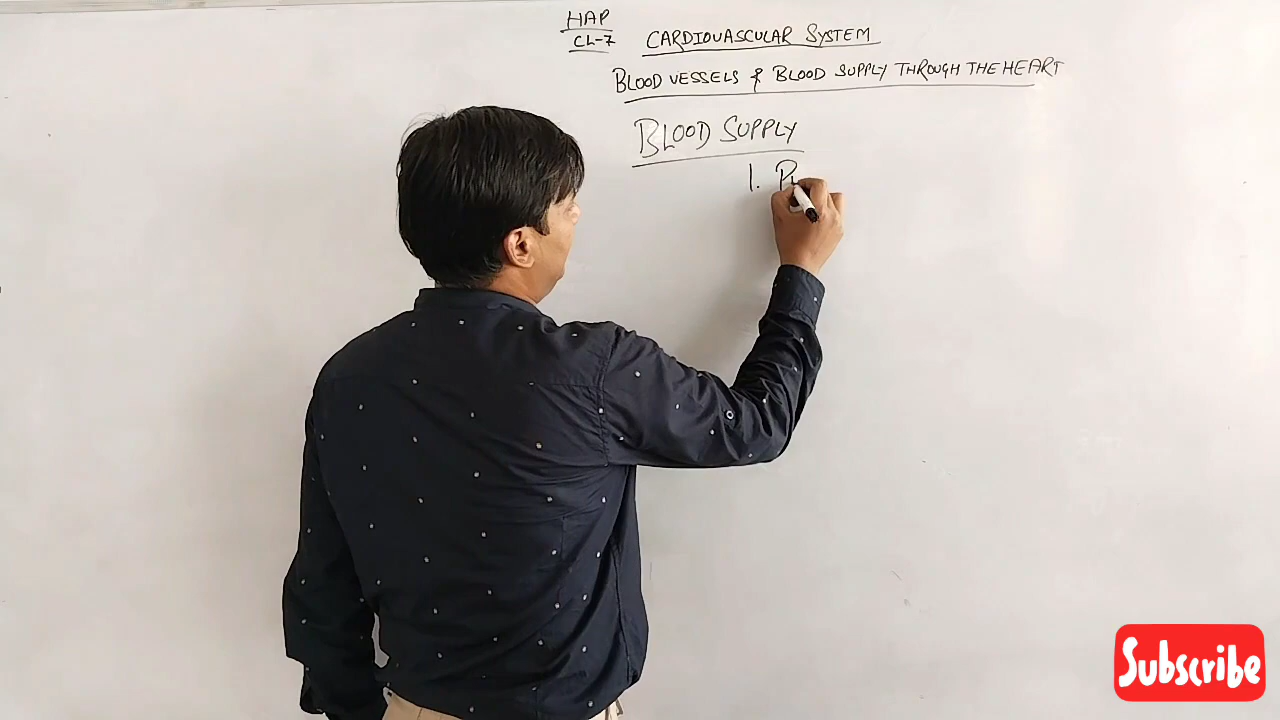 HAP
CL-7
CARDIOVASCULAR SYSTEM
BLOOD VESSELS & BLOOD SUPPLY THROUGH THE HEART
BLOOD SUPPLY
1. P
Subscribe